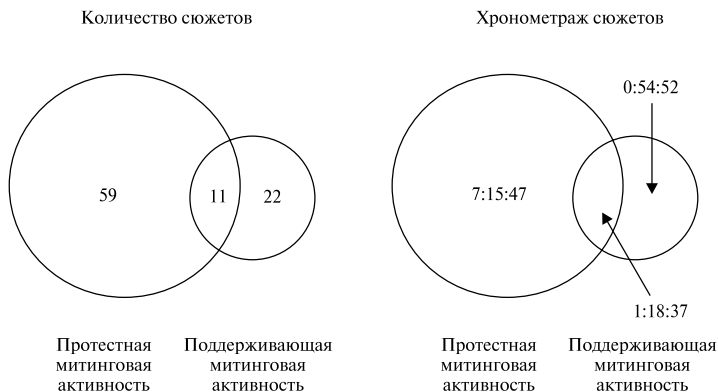 Количество сюжетов
59
11
22
Протестная
митинговая
активность
Поддерживающая
митинговая
активность
Хронометраж сюжетов
0:54:52
7:15:47
1:18:37
Протестная
митинговая
активность
Поддерживающая
митинговая
активность